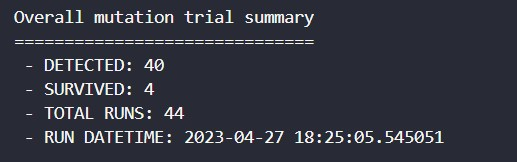 Overall mutation trial summary
==============================
- DETECTED: 40
- SURVIVED: 4
- TOTAL RUNS: 44
- RUN DATETIME: 2023-04-27 18:25:05.545051